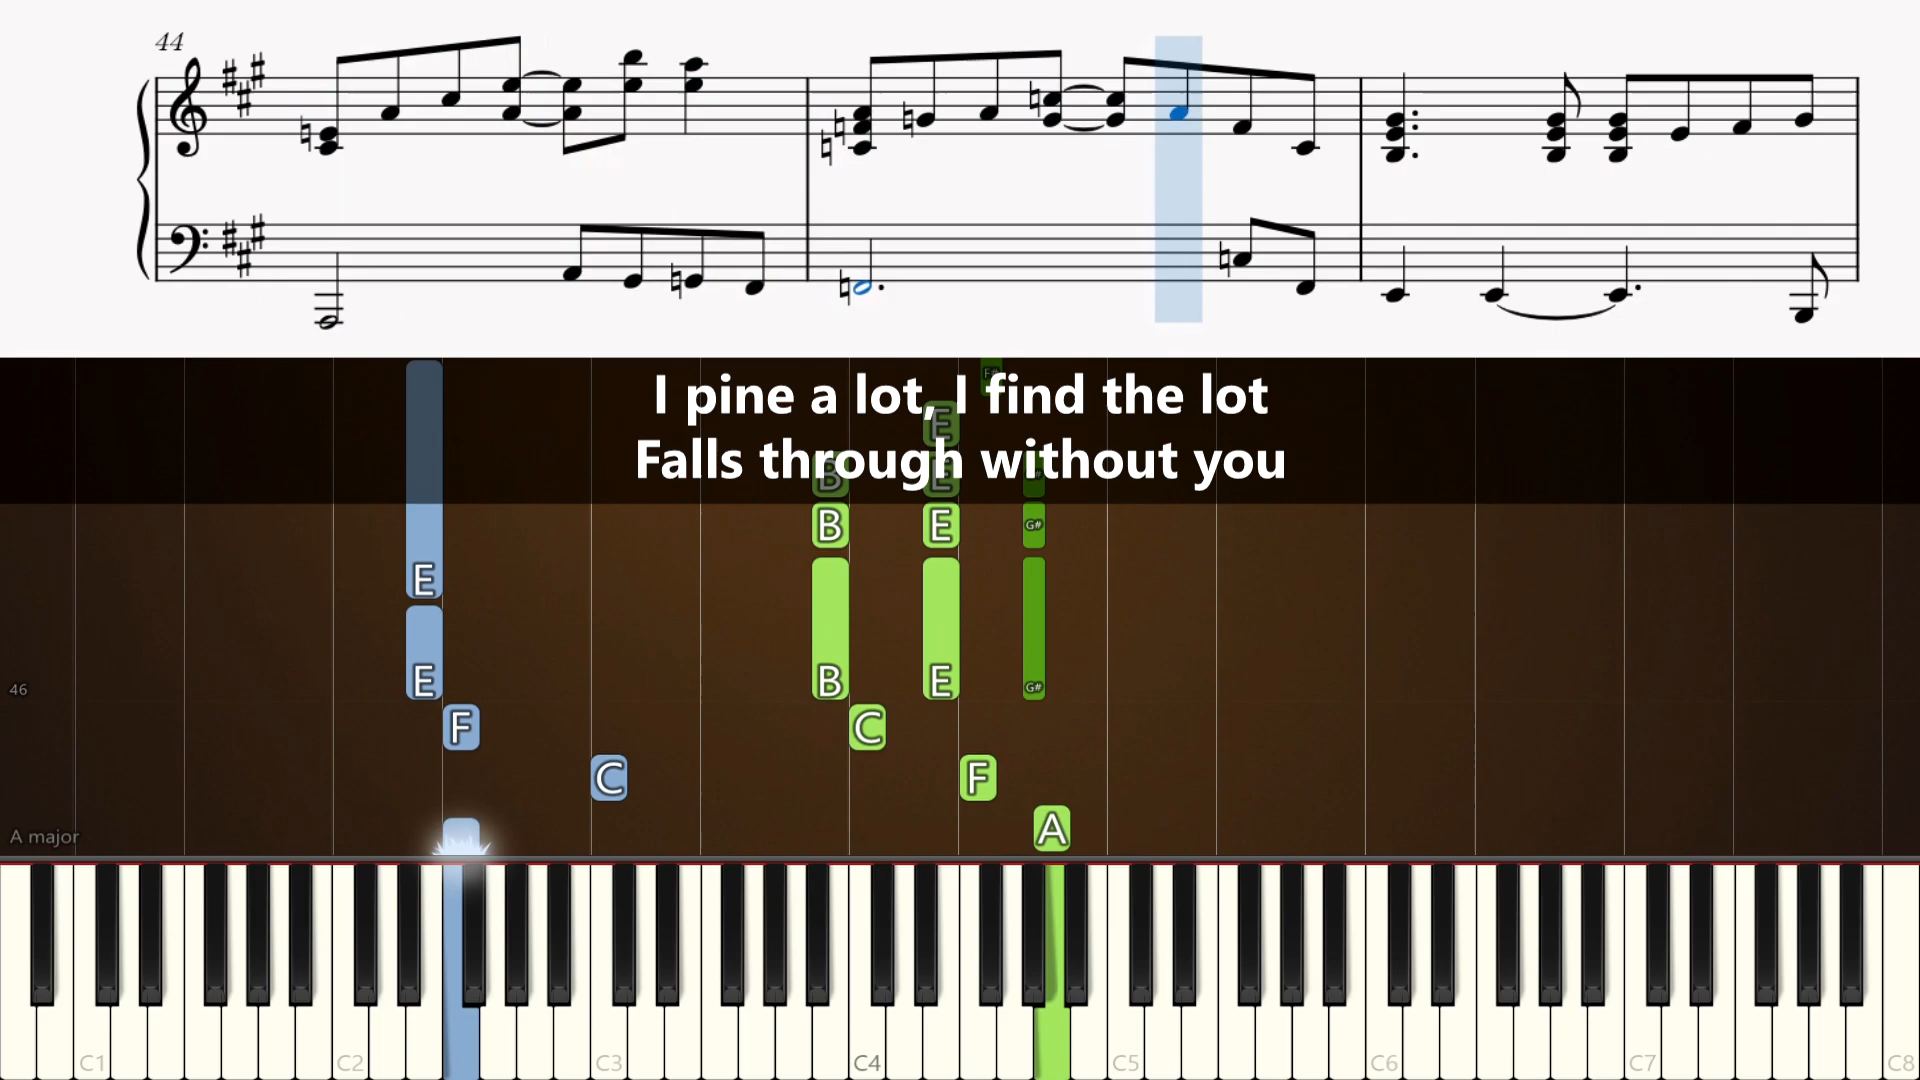 44
I pine a lot, I find the lot
Falls through without you
F#
E
B E
B E G#
E
E B E G#
46
F C
C F
A
A major
C1 C2 C3 C4 C5 C6 C7 C8